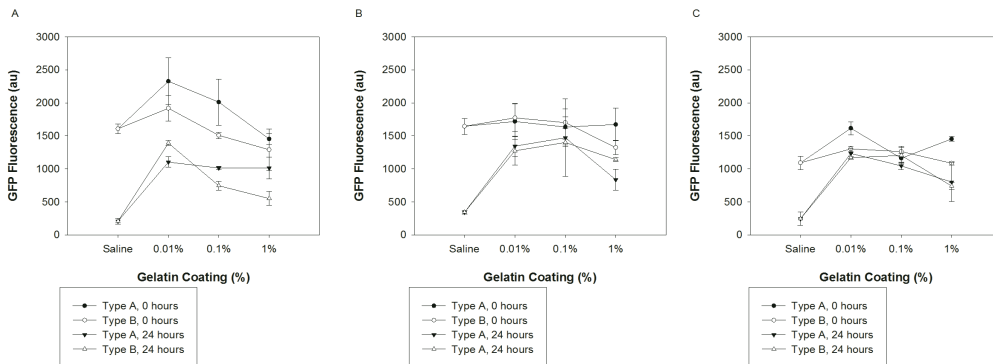 A
GFP Fluorescence (au)
3000
2500
2000
1500
1000
500
0
Saline 0.01% 0.1% 1%
Gelatin Coating (%)
Type A, 0 hours
Type B, 0 hours
Type A, 24 hours
Type B, 24 hours
B
GFP Fluorescence (au)
3000
2500
2000
1500
1000
500
0
Saline 0.01% 0.1% 1%
Gelatin Coating (%)
Type A, 0 hours
Type B, 0 hours
Type A, 24 hours
Type A, 24 hours
C
GFP Fluorescence (au)
3000
2500
2000
1500
1000
500
0
Saline 0.01% 0.1% 1%
Gelatin Coating (%)
Type A, 0 hours
Type B, 0 hours
Type A, 24 hours
Type B, 24 hours